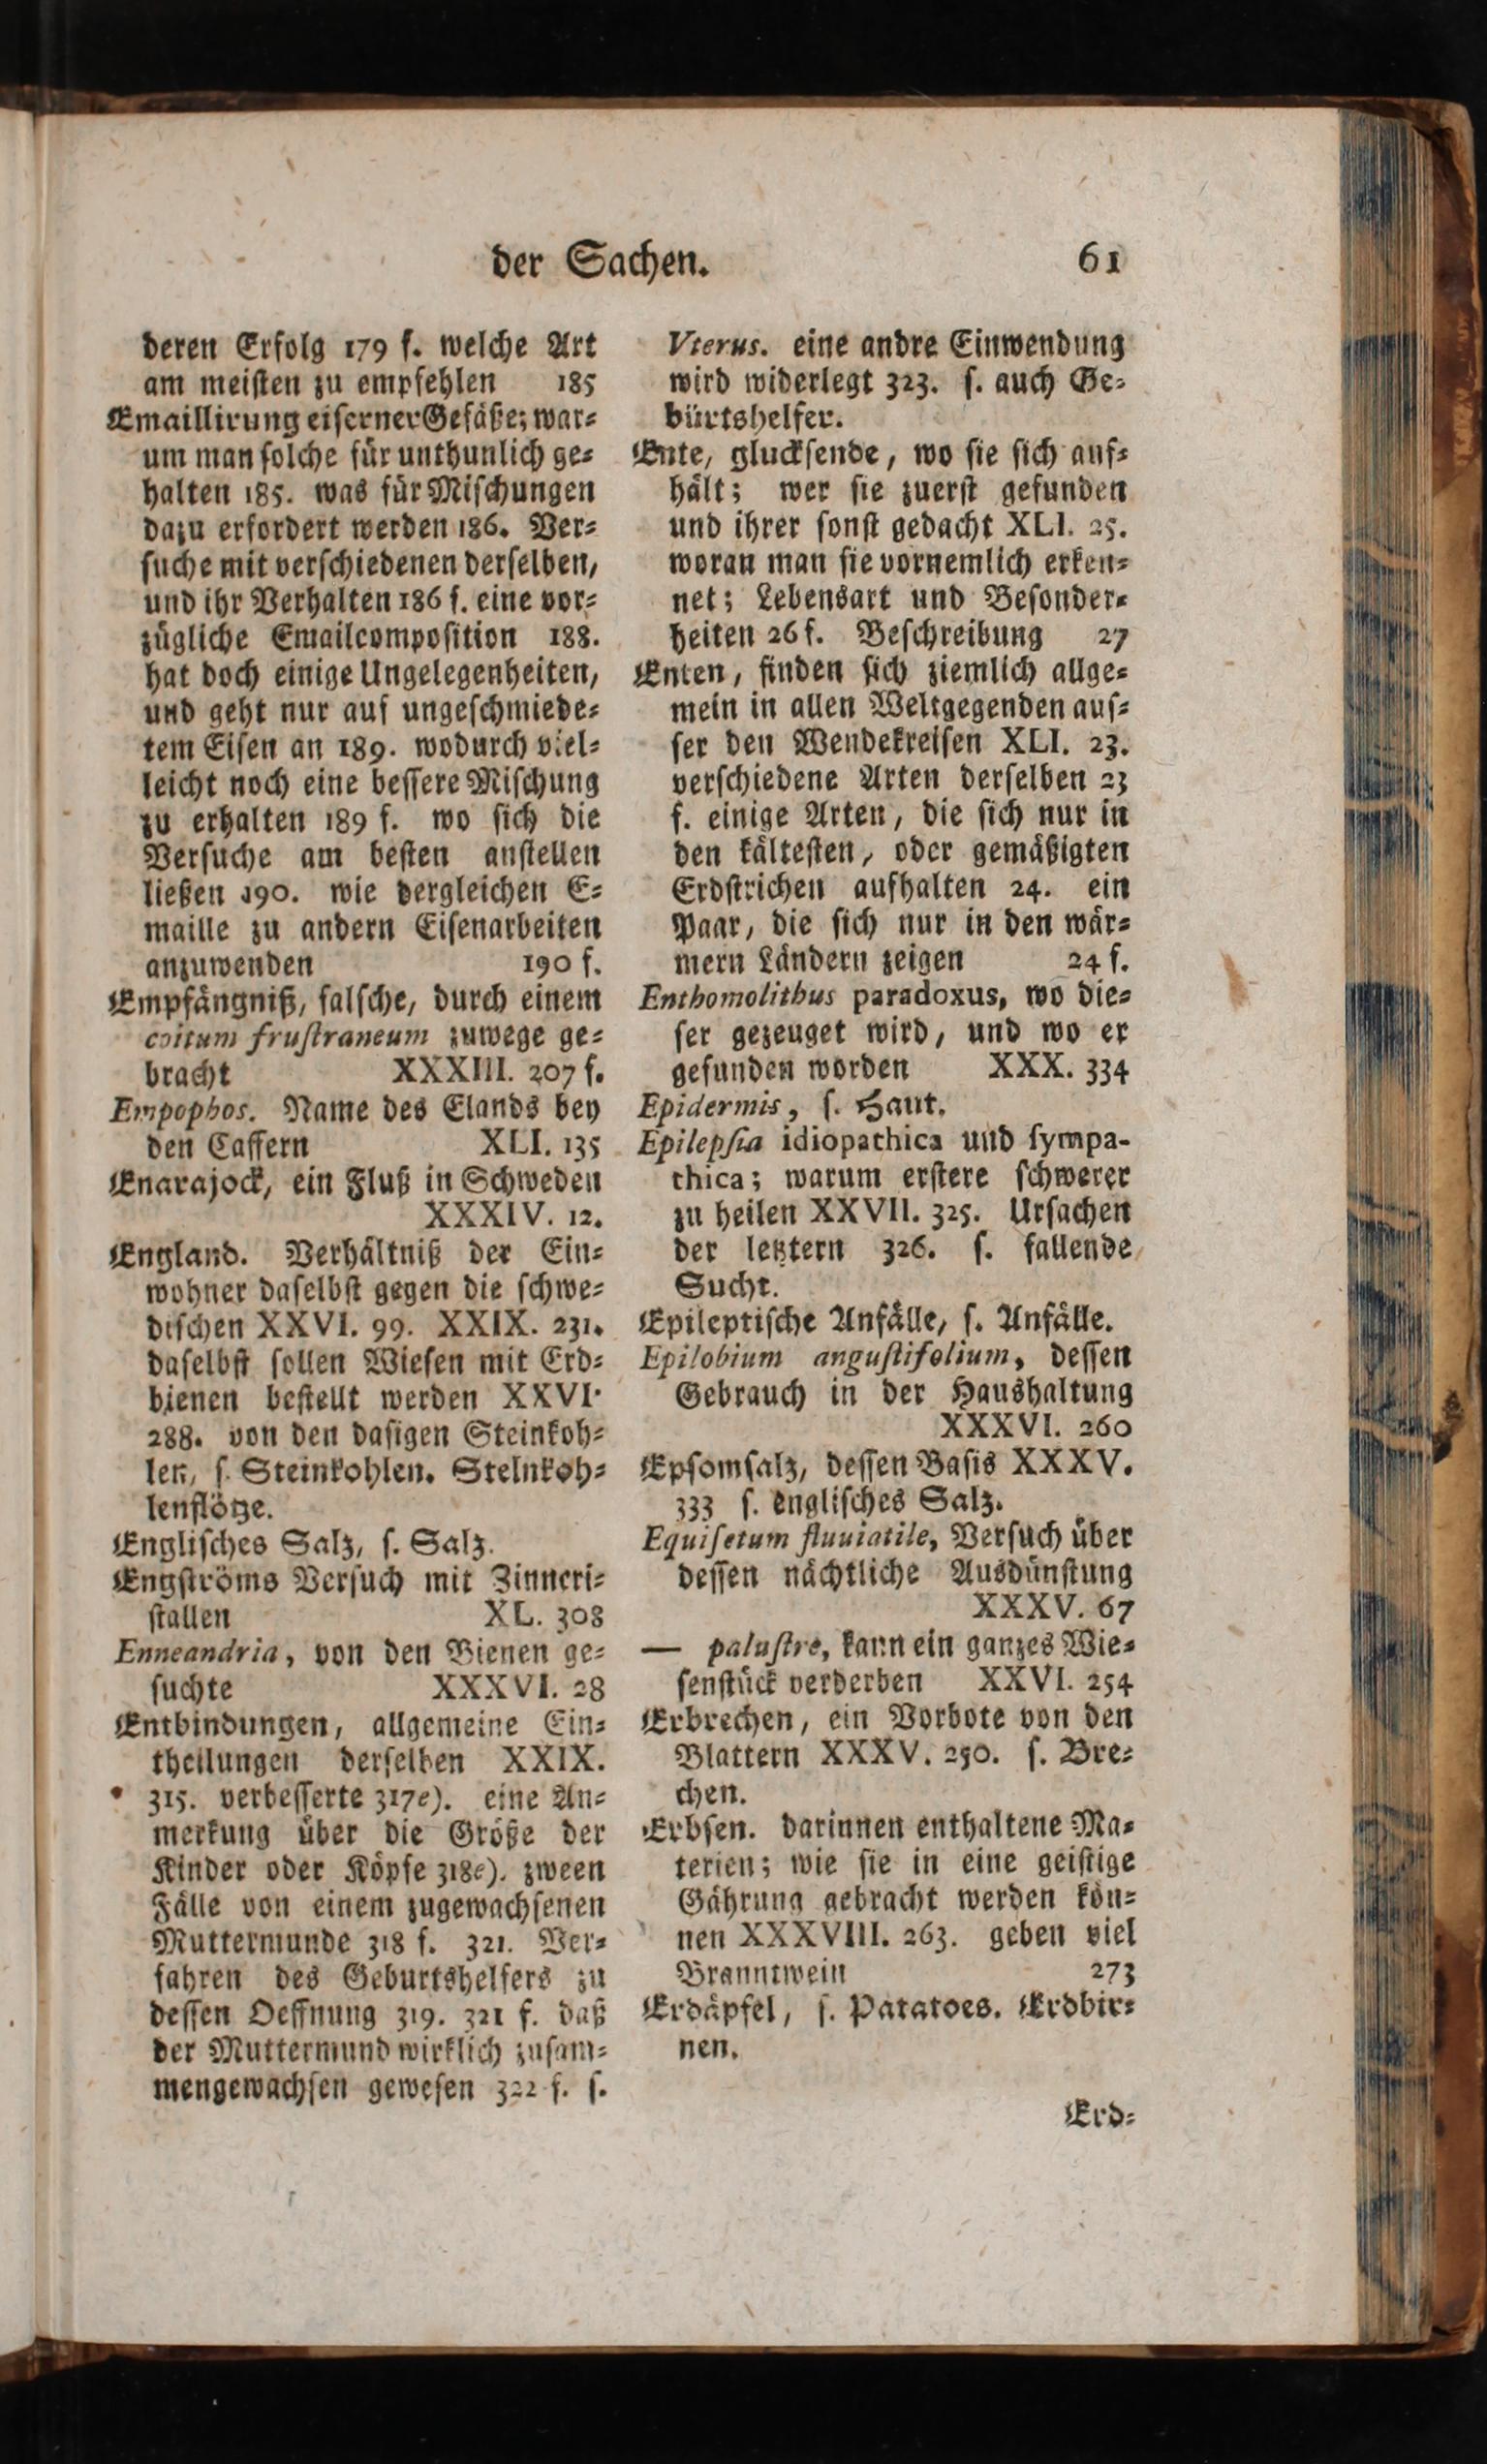 der Sachen.
61
deren Erfolg 179 f. welche Art
am meiſten zu empfehlen 185
Emaillirung eiſerner Gefäße; war⸗
um man ſolche für unthunlich ge⸗
halten 185. was für Miſchungen
dazu erfordert werden 186. Ver⸗
ſuche mit verſchiedenen derſelben,
und ihr Verhalten 186 f. eine vor⸗
zügliche Emailcompoſition 188.
hat doch einige Ungelegenheiten,
und geht nur auf ungeſchmiede⸗
tem Eiſen an 189. wodurch viel⸗
leicht noch eine beſſere Miſchung
zu erhalten 189 f. wo ſich die
Verſuche am beſten anſtellen
ließen 190. wie dergleichen E⸗
maille zu andern Eiſenarbeiten
anzuwenden 190 f.
Empfängniß, falſche, durch einem
coitum fruſtraneum zuwege ge⸗
bracht XXXIII. 207 f.
Empophos. Name des Elands bey
den Caffern XLI. 135
Enarajock, ein Fluß in Schweden
XXXIV. 12.
England. Verhältniß der Ein⸗
wohner daſelbſt gegen die ſchwe⸗
diſchen XXVI. 99. XXIX. 231.
daſelbſt ſollen Wieſen mit Erd⸗
bienen beſtellt werden XXVI·
288. von den daſigen Steinkoh⸗
len, ſ. Steinkohlen. Stelnkoh⸗
lenflötze.
Engliſches Salz, ſ. Salz.
Engſtröms Verſuch mit Zinncri⸗
ſtallen XL. 308
Enneandria, von den Bienen ge⸗
ſuchte XXXVI. 28
Entbindungen, allgemeine Ein⸗
theilungen derſelben XXIX.
315. verbeſſerte 317e). eine An⸗
merkung über die Größe der
Kinder oder Köpfe 318e). zween
Fälle von einem zugewachſenen
Muttermunde 318 f. 321. Ver⸗
fahren des Geburtshelfers zu
deſſen Oeffnung 319. 321 f. daß
der Muttermund wirklich zuſam⸗
mengewachſen geweſen 322 f. ſ.
Vterus. eine andre Einwendung
wird widerlegt 323. ſ. auch Ge⸗
bürtshelfer.
Ente, gluckſende, wo ſie ſich auf⸗
hält; wer ſie zuerſt gefunden
und ihrer ſonſt gedacht XLI. 25.
woran man ſie vornemlich erken⸗
net; Lebensart und Beſonder⸗
heiten 26 f. Beſchreibung 27
Enten, finden ſich ziemlich allge⸗
mein in allen Weltgegenden auſ⸗
ſer den Wendekreiſen XLI. 23.
verſchiedene Arten derſelben 23
f. einige Arten, die ſich nur in
den kälteſten, oder gemäßigten
Erdſtrichen aufhalten 24. ein
Paar, die ſich nur in den wär⸗
mern Ländern zeigen 24 f.
Enthomolithus paradoxus, wo die⸗
ſer gezeuget wird, und wo er
gefunden worden XXX. 334
Epidermis, ſ. Haut.
Epilepſia idiopathica und ſympa-
thica; warum erſtere ſchwerer
zu heilen XXVII. 325. Urſachen
der letztern 326. ſ. fallende
Sucht.
Epileptiſche Anfälle, ſ. Anfälle.
Epilobium anguſtifolium, deſſen
Gebrauch in der Haushaltung
XXXVI. 260
Epſomſalz, deſſen Baſis XXXV.
333 ſ. engliſches Salz.
Equiſetum fluuiatile, Verſuch über
deſſen nächtliche Ausdünſtung
XXXV. 67
— paluſtre, kann ein ganzes Wie⸗
ſenſtück verderben XXVI. 254
Erbrechen, ein Vorbote von den
Blattern XXXV. 250. ſ. Bre⸗
chen.
Erbſen. darinnen enthaltene Ma⸗
terien; wie ſie in eine geiſtige
Gährung gebracht werden kön⸗
nen XXXVIII. 263. geben viel
Branntwein 273
Erdäpfel, ſ. Patatoes. Erdbir⸗
nen.
Erd⸗